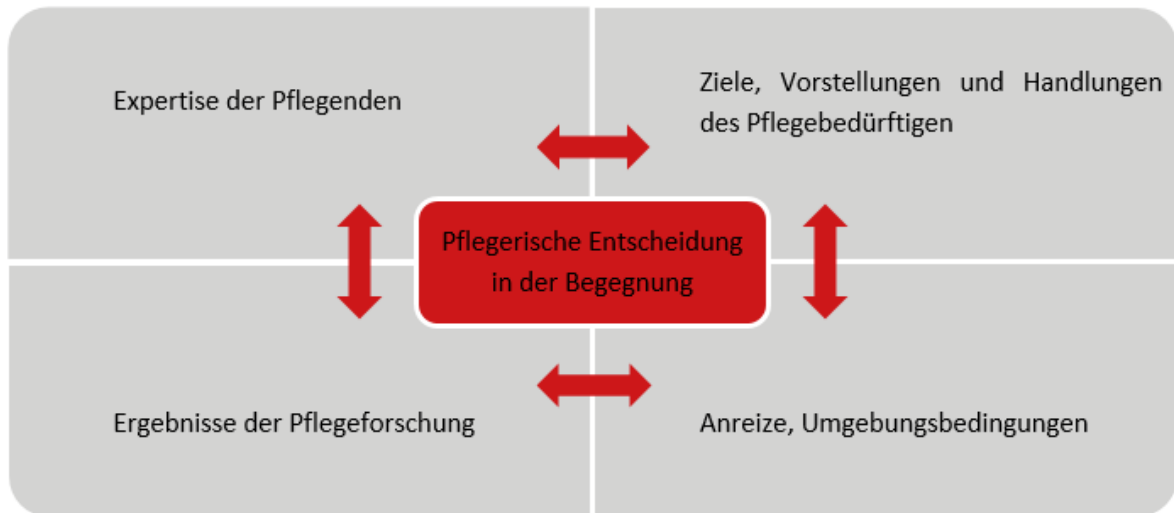 Expertise der Pflegenden
Ziele, Vorstellungen und Handlungen
des Pflegebedürftigen
Pflegerische Entscheidung
in der Begegnung
Ergebnisse der Pflegeforschung
Anreize, Umgebungsbedingungen